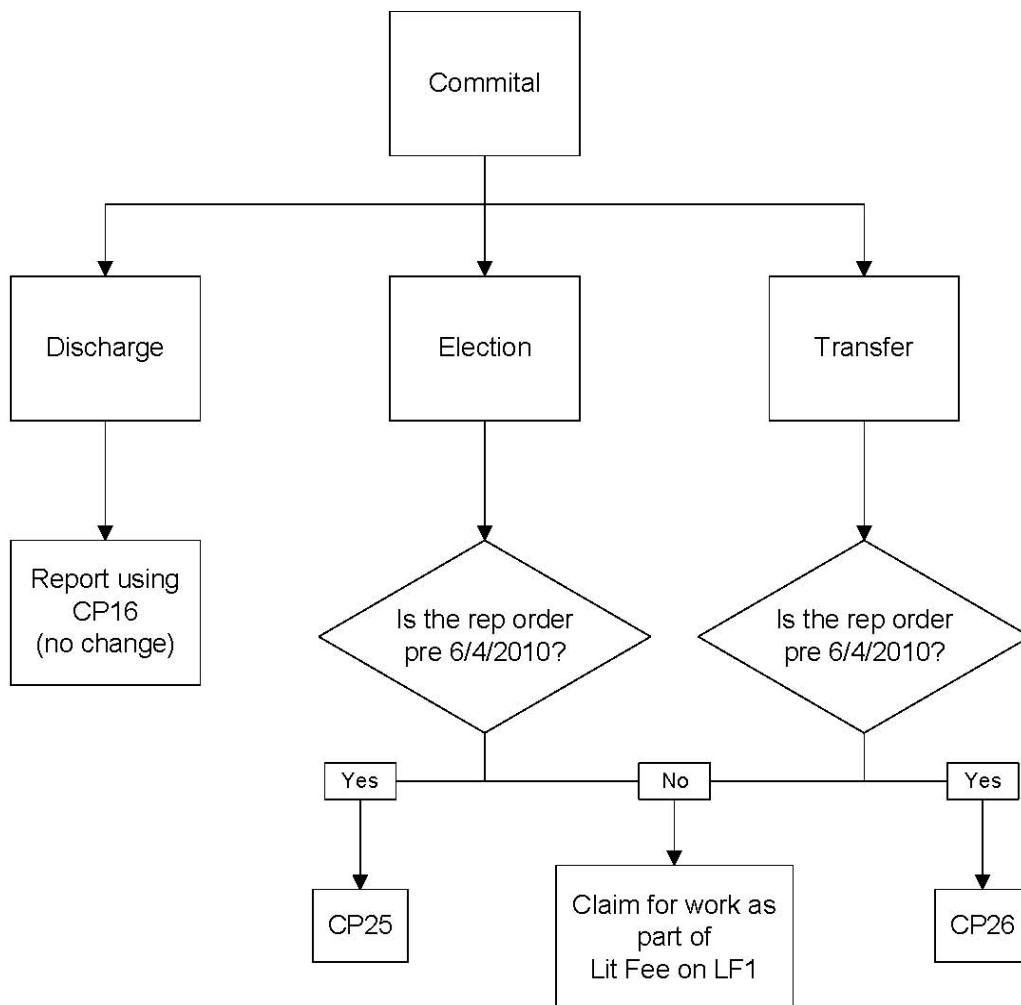 Commital
Discharge
Election
Transfer
Report using
CP16
(no change)
Is the rep order
pre 6/4/2010?
Is the rep order
pre 6/4/2010?
Yes
No
Yes
CP25
Claim for work as
part of
Lit Fee on LF1
CP26